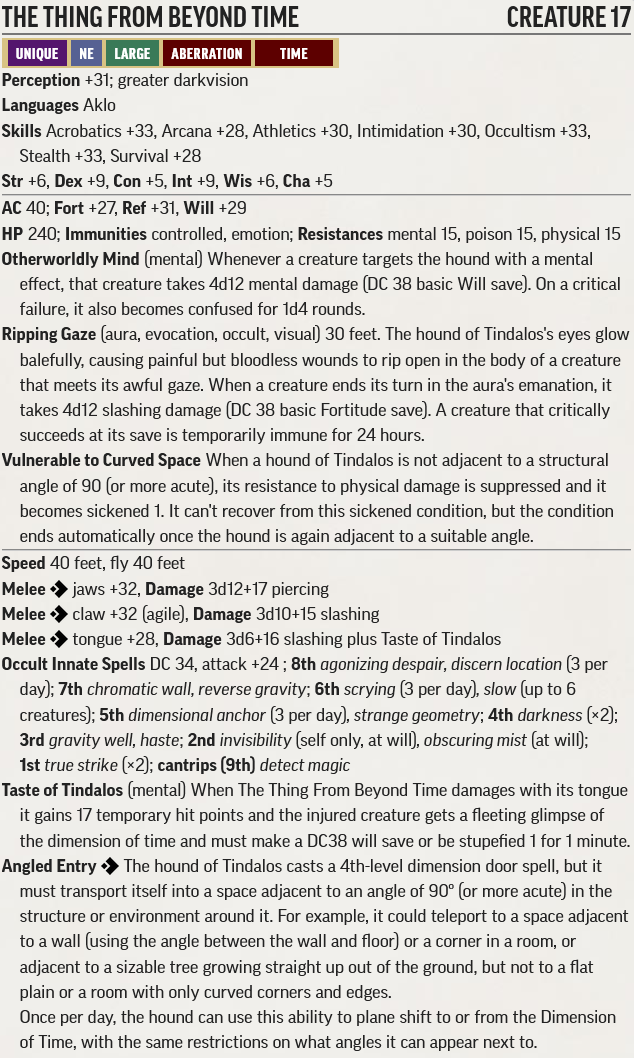 THE THING FROM BEYOND TIME CREATURE 17
UNIQUE NE LARGE ABERRATION TIME
Perception +31; greater darkvision
Languages Aklo
Skills Acrobatics +33, Arcana +28, Athletics +30, Intimidation +30, Occultism +33,
Stealth +33, Survival +28
Str +6, Dex +9, Con +5, Int +9, Wis +6, Cha +5
AC 40; Fort +27, Ref +31, Will +29
HP 240; Immunities controlled, emotion; Resistances mental 15, poison 15, physical 15
Otherworldly Mind (mental) Whenever a creature targets the hound with a mental
effect, that creature takes 4d12 mental damage (DC 38 basic Will save). On a critical
failure, it also becomes confused for 1d4 rounds.
Ripping Gaze (aura, evocation, occult, visual) 30 feet. The hound of Tindalos's eyes glow
balefully, causing painful but bloodless wounds to rip open in the body of a creature
that meets its awful gaze. When a creature ends its turn in the aura's emanation, it
takes 4d12 slashing damage (DC 38 basic Fortitude save). A creature that critically
succeeds at its save is temporarily immune for 24 hours.
Vulnerable to Curved Space When a hound of Tindalos is not adjacent to a structural
angle of 90 (or more acute), its resistance to physical damage is suppressed and it
becomes sickened 1. It can't recover from this sickened condition, but the condition
ends automatically once the hound is again adjacent to a suitable angle.
Speed 40 feet, fly 40 feet
Melee jaws +32, Damage 3d12+17 piercing
Melee claw +32 (agile), Damage 3d10+15 slashing
Melee tongue +28, Damage 3d6+16 slashing plus Taste of Tindalos
Occult Innate Spells DC 34, attack +24 ; 8th agonizing despair, discern location (3 per
day); 7th chromatic wall, reverse gravity; 6th scrying (3 per day), slow (up to 6
creatures); 5th dimensional anchor (3 per day), strange geometry; 4th darkness (×2);
3rd gravity well, haste; 2nd invisibility (self only, at will), obscuring mist (at will);
1st true strike (×2); cantrips (9th) detect magic
Taste of Tindalos (mental) When The Thing From Beyond Time damages with its tongue
it gains 17 temporary hit points and the injured creature gets a fleeting glimpse of
the dimension of time and must make a DC38 will save or be stupefied 1 for 1 minute.
Angled Entry The hound of Tindalos casts a 4th-level dimension door spell, but it
must transport itself into a space adjacent to an angle of 90º (or more acute) in the
structure or environment around it. For example, it could teleport to a space adjacent
to a wall (using the angle between the wall and floor) or a corner in a room, or
adjacent to a sizable tree growing straight up out of the ground, but not to a flat
plain or a room with only curved corners and edges.
Once per day, the hound can use this ability to plane shift to or from the Dimension
of Time, with the same restrictions on what angles it can appear next to.